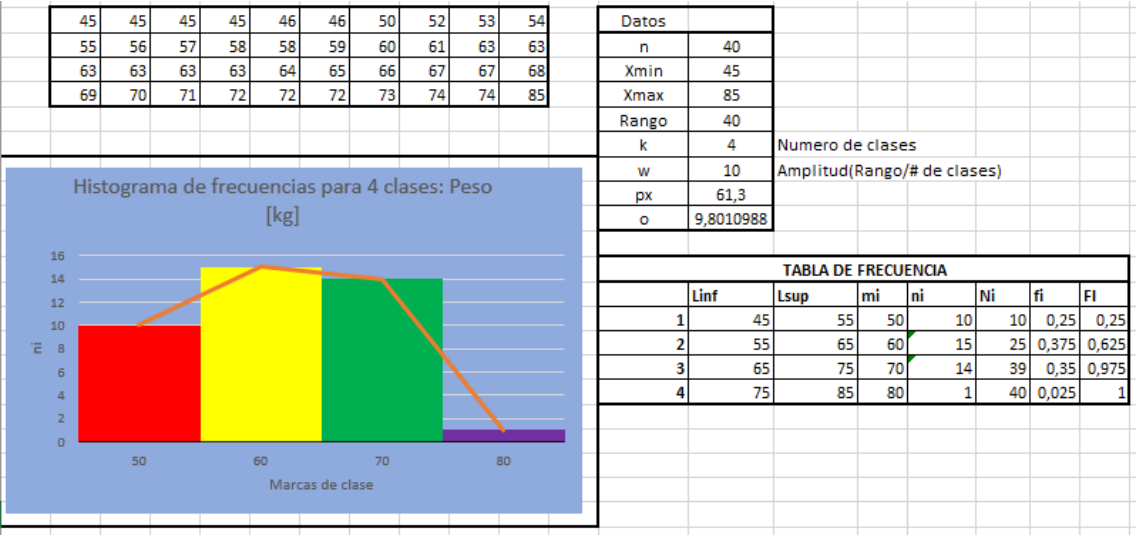 45 45 45 45 46 46 50 52 53 54
55 56 57 58 58 59 60 61 63 63
63 63 63 63 64 65 66 67 67 68
69 70 71 72 72 72 73 74 74 85
Datos
n 40
Xmin 45
Xmax 85
Rango 40
k 4 Numero de clases
w 10 Amplitud(Rango/# de clases)
px 61,3
o 9,8010988
Histograma de frecuencias para 4 clases: Peso
[kg]
16
14
12
10
8
6
4
2
0
ni
50 60 70 80
Marcas de clase
TABLA DE FRECUENCIA
Linf Lsup mi ni Ni fi FI
1 45 55 50 10 10 0,25 0,25
2 55 65 60 15 25 0,375 0,625
3 65 75 70 14 39 0,35 0,975
4 75 85 80 1 40 0,025 1